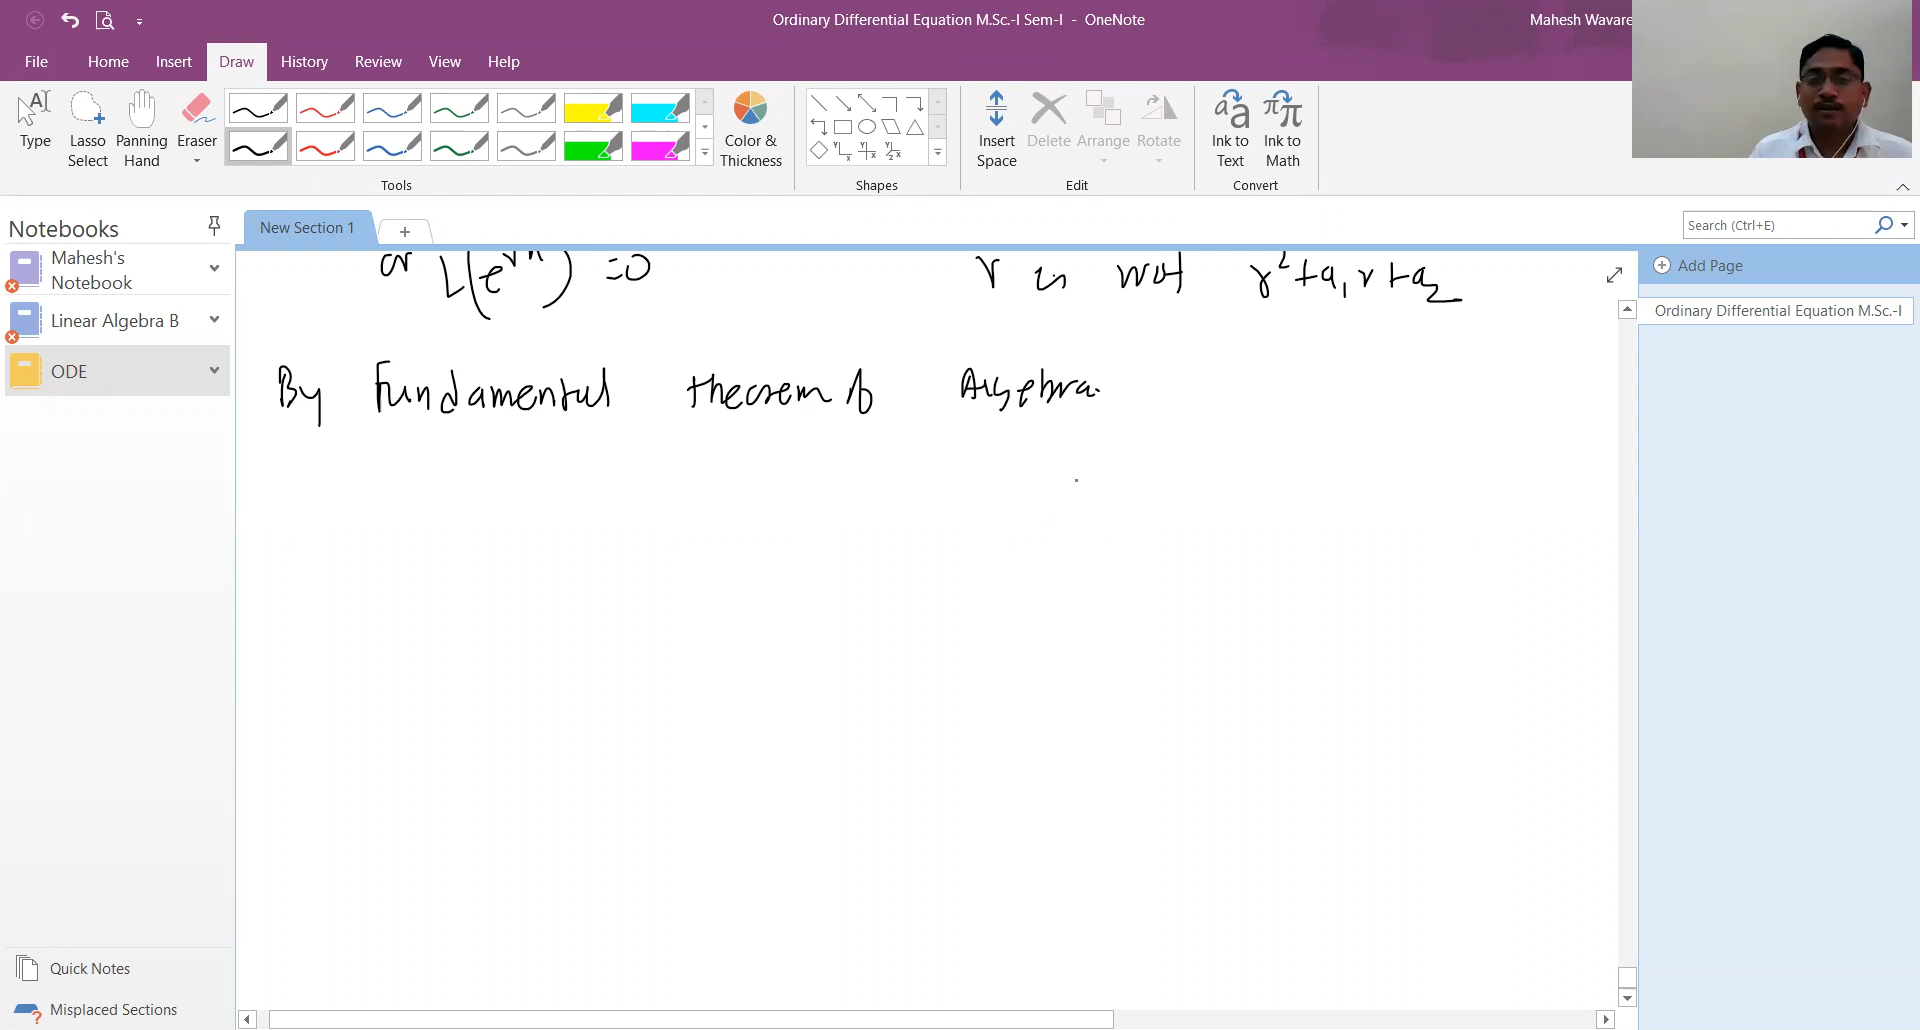 Ordinary Differential Equation M.Sc.-I Sem-I - OneNote
Mahesh Wavare
File Home Insert Draw History Review View Help
Type
Lasso Select
Panning Hand
Eraser
Color & Thickness
Insert Space
Delete
Arrange
Rotate
Ink to Text
Ink to Math
Tools
Shapes
Edit
Convert
Notebooks
Mahesh's Notebook
Linear Algebra B
ODE
Quick Notes
Misplaced Sections
New Section 1
Search (Ctrl+E)
Add Page
Ordinary Differential Equation M.Sc.-I
or L(e^rx) =0 r is root r²+a₁r+a₂
By Fundamental theorem of Algebra.